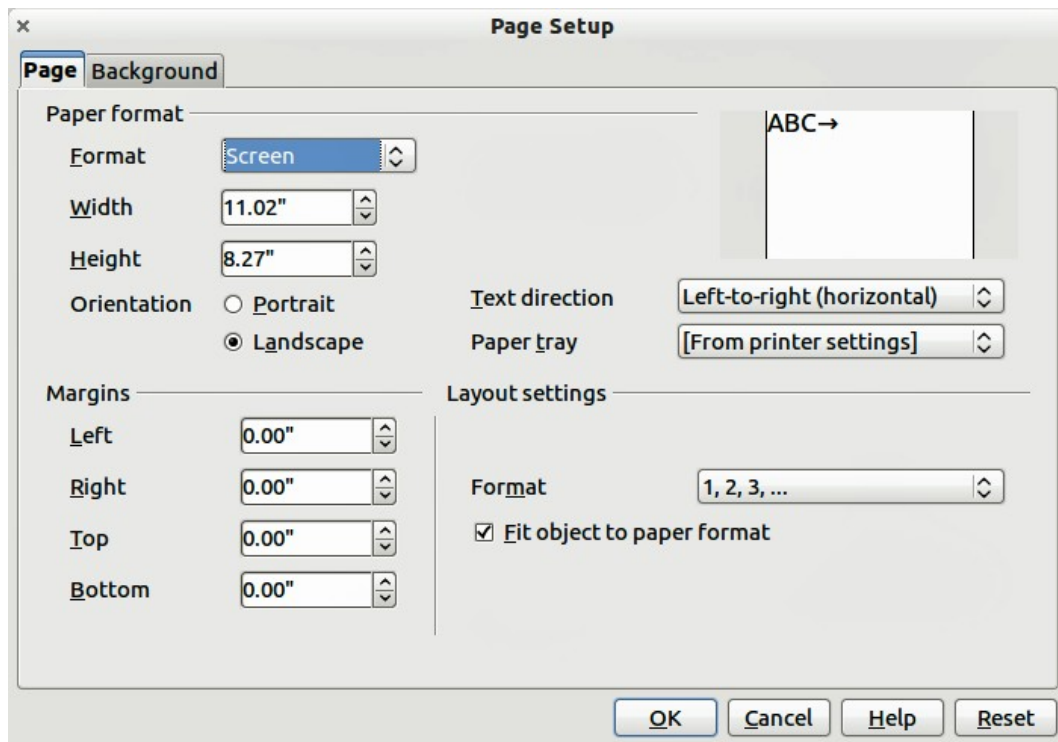 Page Setup
Page Background
Paper format
ABC→
Format Screen
Width 11.02"
Height 8.27"
Orientation Portrait
Landscape
Text direction Left-to-right (horizontal)
Paper tray [From printer settings]
Margins
Left 0.00"
Right 0.00"
Top 0.00"
Bottom 0.00"
Layout settings
Format 1, 2, 3, ...
Fit object to paper format
OK Cancel Help Reset